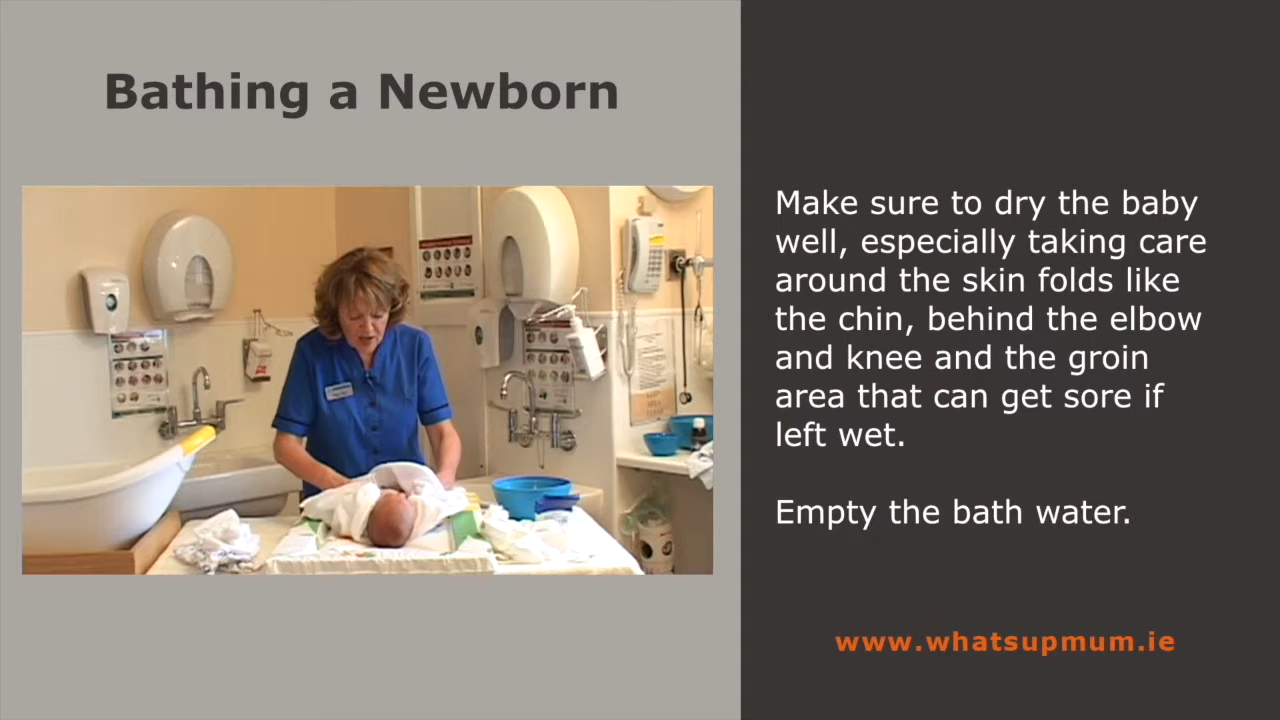 Bathing a Newborn
Make sure to dry the baby
well, especially taking care
around the skin folds like
the chin, behind the elbow
and knee and the groin
area that can get sore if
left wet.
Empty the bath water.
www.whatsupmum.ie